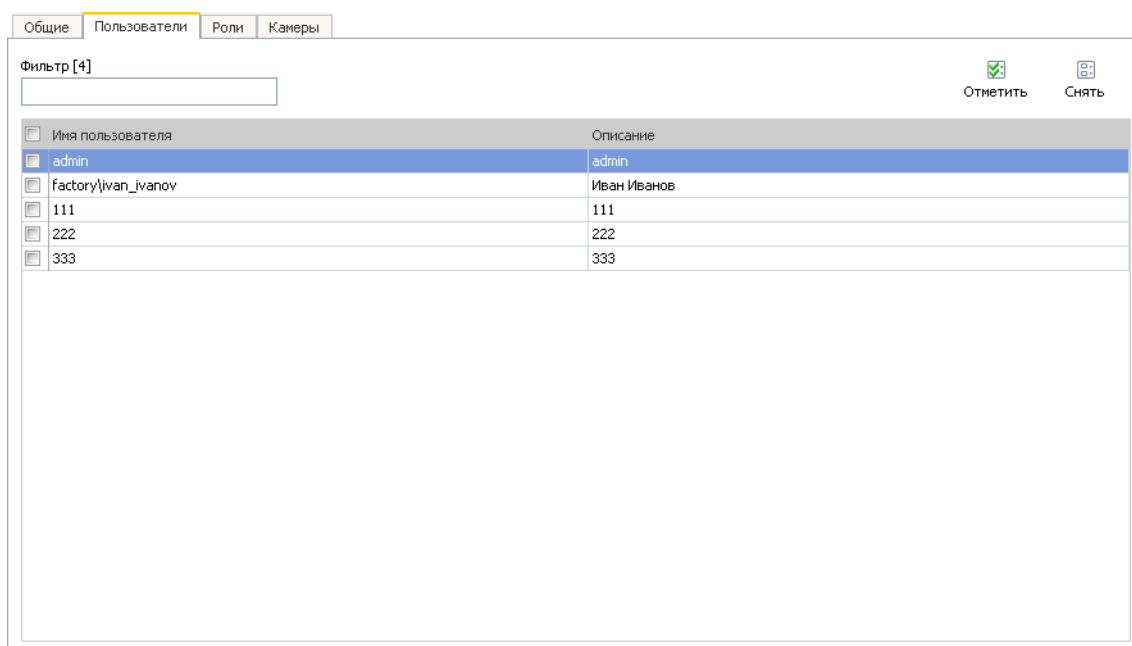 Общие Пользователи Роли Камеры
Фильтр [4]
Отметить Снять
Имя пользователя Описание
admin admin
factory\ivan_ivanov Иван Иванов
111 111
222 222
333 333